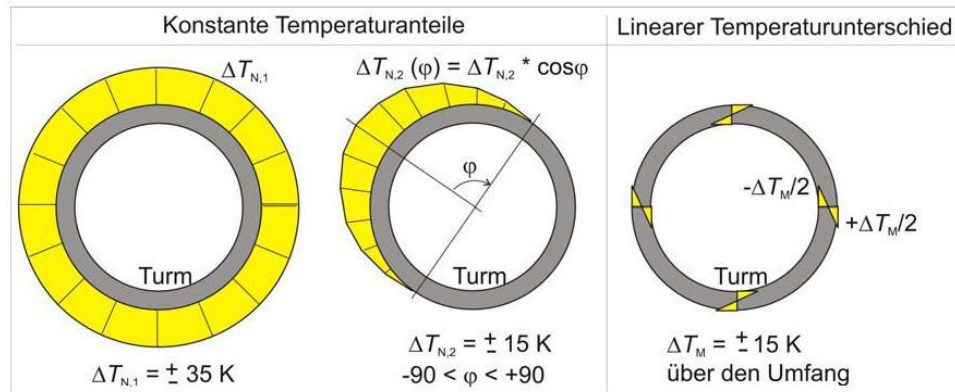 Konstante Temperaturanteile
Linearer Temperaturunterschied
ΔT_N,1
ΔT_N,2 (φ) = ΔT_N,2 * cosφ
φ
-ΔT_M/2
+ΔT_M/2
Turm
Turm
Turm
ΔT_N,1 = ± 35 K
ΔT_N,2 = ± 15 K
-90 < φ < +90
ΔT_M = ± 15 K
über den Umfang